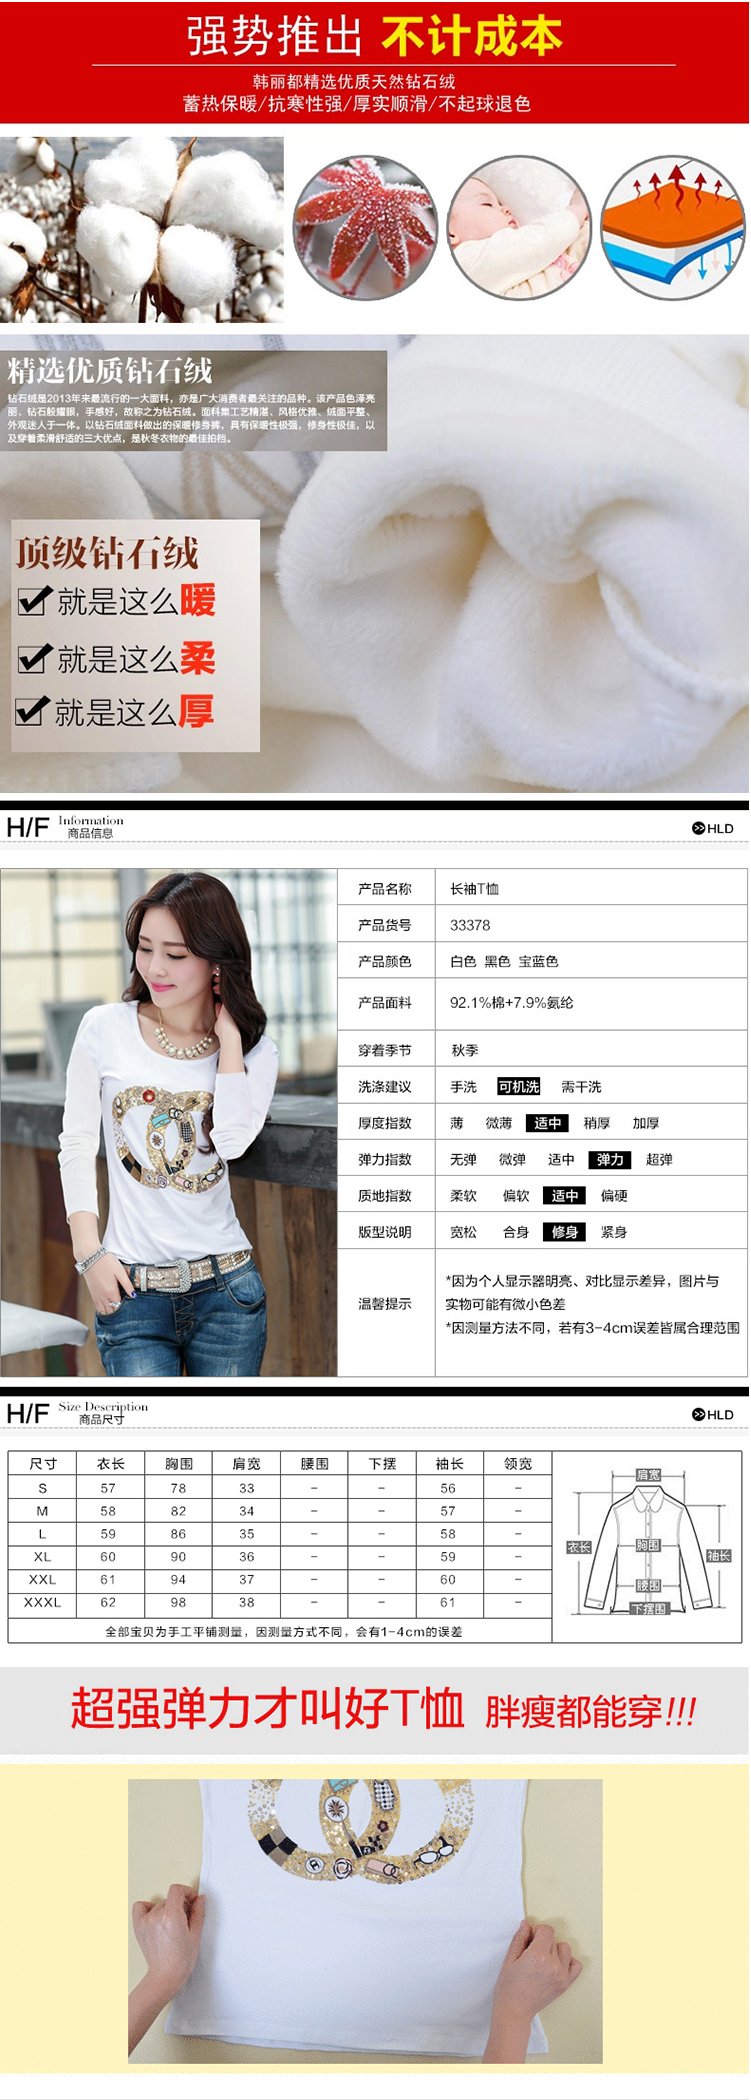 强势推出 不计成本
韩丽都精选优质天然钻石绒
蓄热保暖/抗寒性强/厚实顺滑/不起球退色
精选优质钻石绒
钻石绒是2013年来最流行的一大面料，亦是广大消费者最关注的品种。该产品色泽亮
丽、钻石般耀眼，手感好，故称之为钻石绒。面料集工艺精湛、风格优雅、绒面平整、
外观迷人于一体。以钻石绒面料做出的保暖修身裤，具有保暖性极强，修身性极佳，以
及穿着柔滑舒适的三大优点，是秋冬衣物的最佳拍档。
顶级钻石绒
就是这么暖
就是这么柔
就是这么厚
H/F Information 商品信息 HLD
产品名称 长袖T恤
产品货号 33378
产品颜色 白色 黑色 宝蓝色
产品面料 92.1%棉+7.9%氨纶
穿着季节 秋季
洗涤建议 手洗 可机洗 需干洗
厚度指数 薄 微薄 适中 稍厚 加厚
弹力指数 无弹 微弹 适中 弹力 超弹
质地指数 柔软 偏软 适中 偏硬
版型说明 宽松 合身 修身 紧身
温馨提示 *因为个人显示器明亮、对比显示差异，图片与
实物可能有微小色差
*因测量方法不同，若有3-4cm误差皆属合理范围
H/F Size Description 商品尺寸 HLD
尺寸 衣长 胸围 肩宽 腰围 下摆 袖长 领宽
S 57 78 33 - - 56 -
M 58 82 34 - - 57 -
L 59 86 35 - - 58 -
XL 60 90 36 - - 59 -
XXL 61 94 37 - - 60 -
XXXL 62 98 38 - - 61 -
全部宝贝为手工平铺测量，因测量方式不同，会有1-4cm的误差
肩宽
衣长
胸围
袖长
腰围
下摆围
超强弹力才叫好T恤 胖瘦都能穿!!!